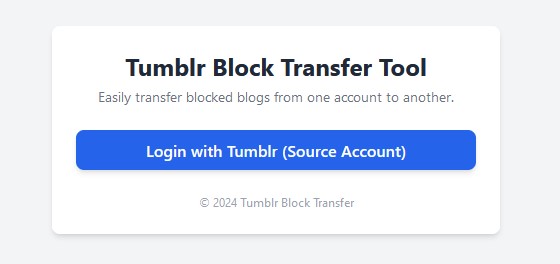 Tumblr Block Transfer Tool
Easily transfer blocked blogs from one account to another.
Login with Tumblr (Source Account)
© 2024 Tumblr Block Transfer